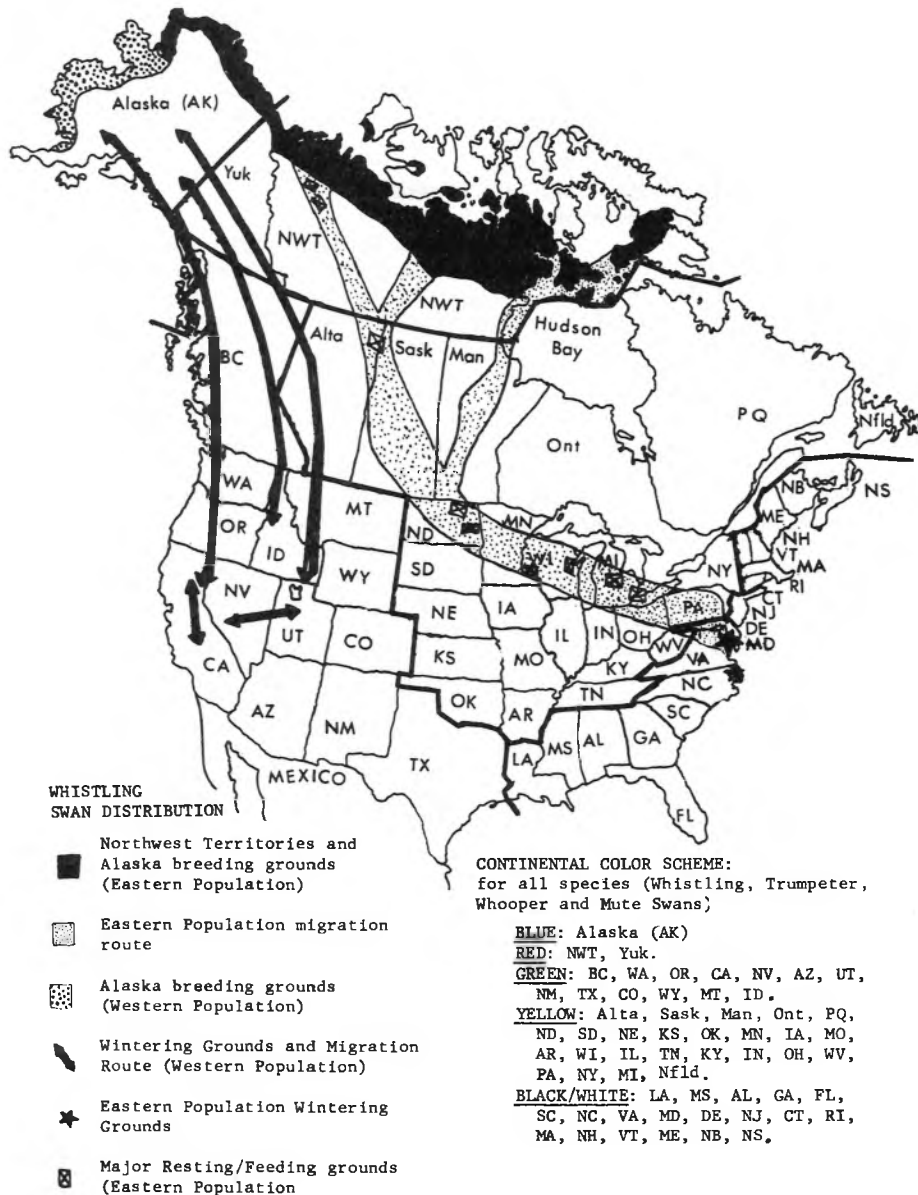 Alaska (AK)
Yuk
NWT
NWT
Hudson
Bay
Alta
Sask
Man
BC
PQ
Nfld
Ont
WA
MT
NB
NS
ME
OR
ND
MN
NH
VT
ID
WI
MI
NY
MA
WY
SD
RI
CT
NV
PA
NJ
NE
IA
DE
UT
CO
IL
IN
OH
WV
MD
VA
CA
KS
MO
KY
NC
TN
AZ
NM
OK
AR
SC
MS
AL
GA
LA
TX
MEXICO
FL
WHISTLING
SWAN DISTRIBUTION
Northwest Territories and
Alaska breeding grounds
(Eastern Population)
Eastern Population migration
route
Alaska breeding grounds
(Western Population)
Wintering Grounds and Migration
Route (Western Population)
Eastern Population Wintering
Grounds
Major Resting/Feeding grounds
(Eastern Population
CONTINENTAL COLOR SCHEME:
for all species (Whistling, Trumpeter,
Whooper and Mute Swans)
BLUE: Alaska (AK)
RED: NWT, Yuk.
GREEN: BC, WA, OR, CA, NV, AZ, UT,
NM, TX, CO, WY, MT, ID.
YELLOW: Alta, Sask, Man, Ont, PQ,
ND, SD, NE, KS, OK, MN, IA, MO,
AR, WI, IL, TN, KY, IN, OH, WV,
PA, NY, MI, Nfld.
BLACK/WHITE: LA, MS, AL, GA, FL,
SC, NC, VA, MD, DE, NJ, CT, RI,
MA, NH, VT, ME, NB, NS.